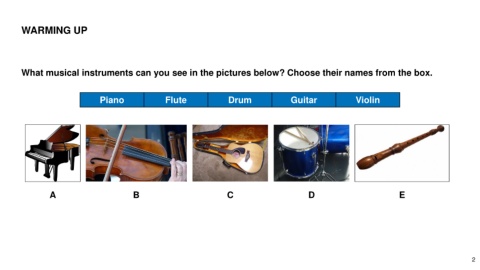 WARMING UP
What musical instruments can you see in the pictures below? Choose their names from the box.
Piano Flute Drum Guitar Violin
A B C D E
2